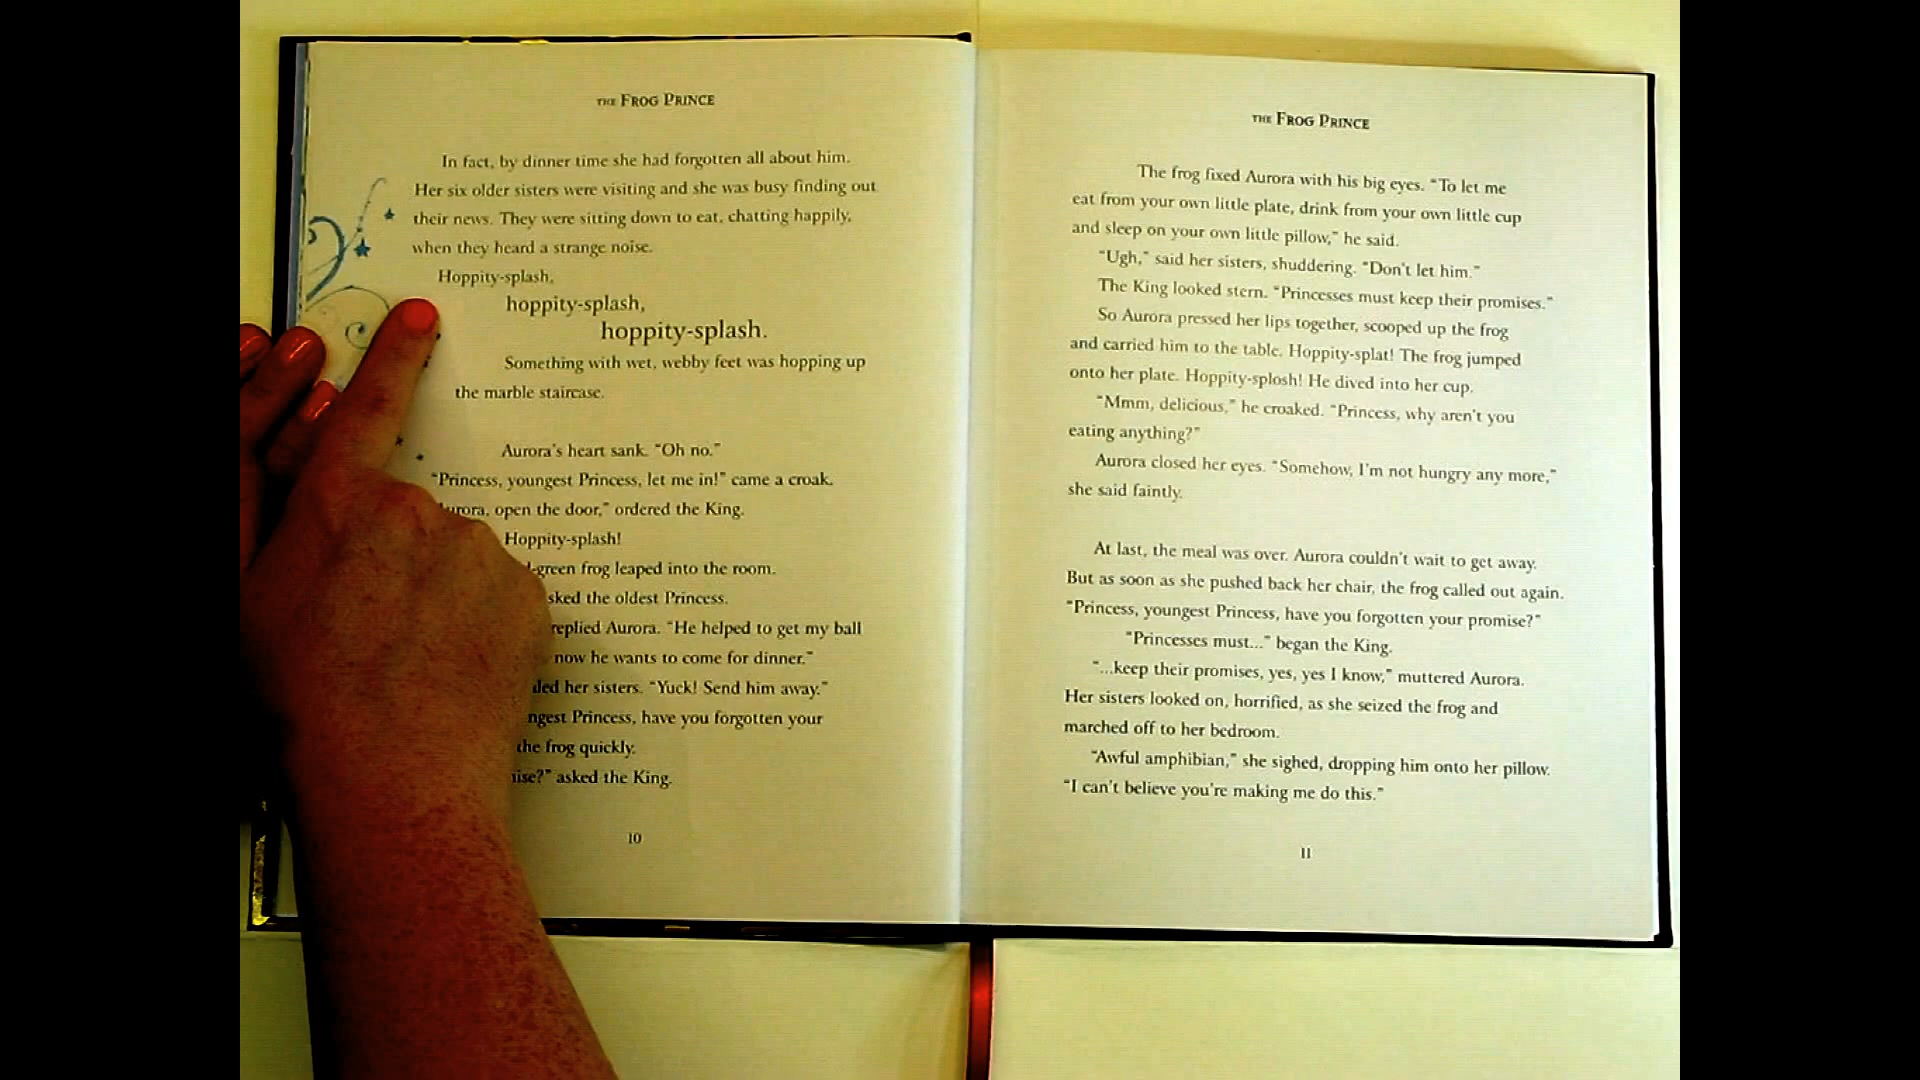 THE FROG PRINCE
In fact, by dinner time she had forgotten all about him.
Her six older sisters were visiting and she was busy finding out
their news. They were sitting down to eat, chatting happily,
when they heard a strange noise.
Hoppity-splash,
hoppity-splash,
hoppity-splash.
Something with wet, webby feet was hopping up
the marble staircase.
Aurora's heart sank. "Oh no."
"Princess, youngest Princess, let me in!" came a croak.
open the door," ordered the King.
Hoppity-splash!
green frog leaped into the room.
the oldest Princess.
replied Aurora. "He helped to get my ball
now he wants to come for dinner."
her sisters. "Yuck! Send him away."
Princess, have you forgotten your
the frog quickly.
asked the King.
10
THE FROG PRINCE
The frog fixed Aurora with his big eyes. "To let me
eat from your own little plate, drink from your own little cup
and sleep on your own little pillow," he said.
"Ugh," said her sisters, shuddering. "Don't let him."
The King looked stern. "Princesses must keep their promises."
So Aurora pressed her lips together, scooped up the frog
and carried him to the table. Hoppity-splat! The frog jumped
onto her plate. Hoppity-splosh! He dived into her cup.
"Mmm, delicious," he croaked. "Princess, why aren't you
eating anything?"
Aurora closed her eyes. "Somehow, I'm not hungry any more,"
she said faintly.
At last, the meal was over. Aurora couldn't wait to get away.
But as soon as she pushed back her chair, the frog called out again.
"Princess, youngest Princess, have you forgotten your promise?"
"Princesses must..." began the King.
"...keep their promises, yes, yes I know," muttered Aurora.
Her sisters looked on, horrified, as she seized the frog and
marched off to her bedroom.
"Awful amphibian," she sighed, dropping him onto her pillow.
"I can't believe you're making me do this."
11